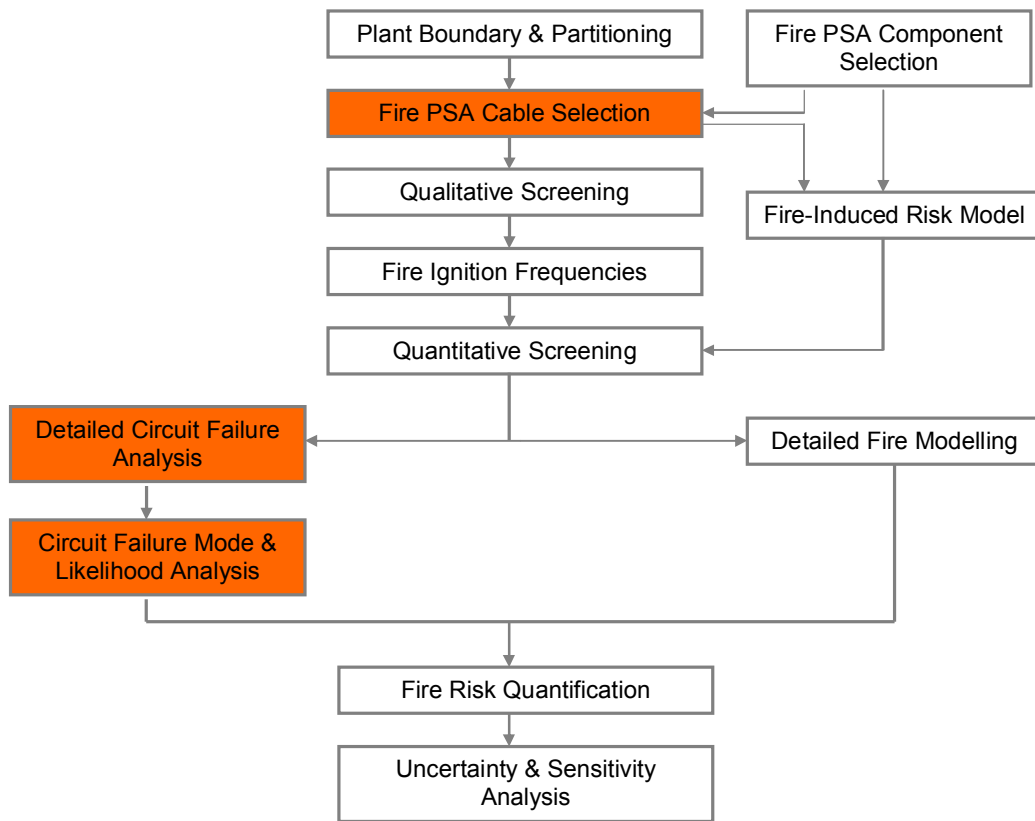 Plant Boundary & Partitioning
Fire PSA Component
Selection
Fire PSA Cable Selection
Qualitative Screening
Fire-Induced Risk Model
Fire Ignition Frequencies
Quantitative Screening
Detailed Circuit Failure
Analysis
Detailed Fire Modelling
Circuit Failure Mode &
Likelihood Analysis
Fire Risk Quantification
Uncertainty & Sensitivity
Analysis